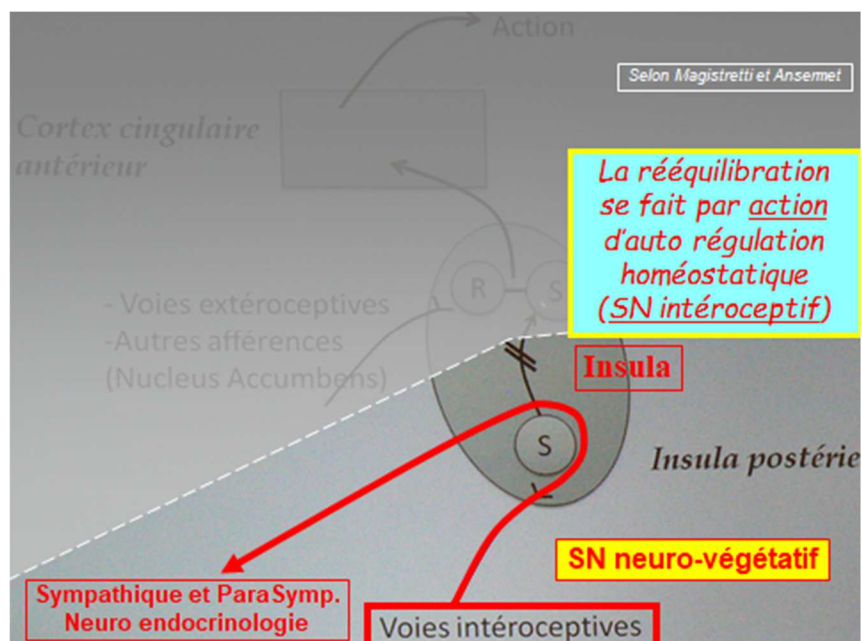 Action
Selon Magistretti et Ansermet
Cortex cingulaire
antérieur
La rééquilibration
se fait par action
d'auto régulation
homéostatique
(SN intéroceptif)
R
S
- Voies extéroceptives
-Autres afférences
(Nucleus Accumbens)
Insula
S
Insula postérie
SN neuro-végétatif
Sympathique et ParaSymp.
Neuro endocrinologie
Voies intéroceptives